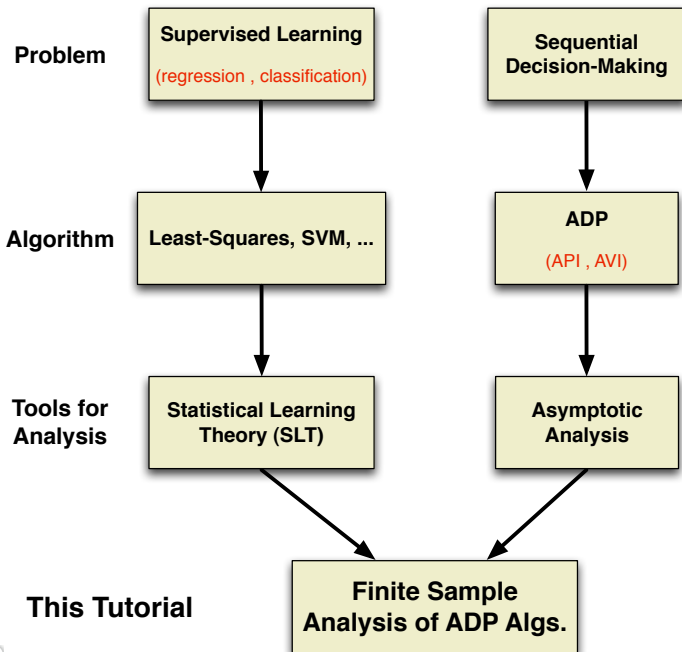 Problem
Supervised Learning
(regression , classification)
Sequential
Decision-Making
Algorithm
Least-Squares, SVM, ...
ADP
(API , AVI)
Tools for
Analysis
Statistical Learning
Theory (SLT)
Asymptotic
Analysis
This Tutorial
Finite Sample
Analysis of ADP Algs.